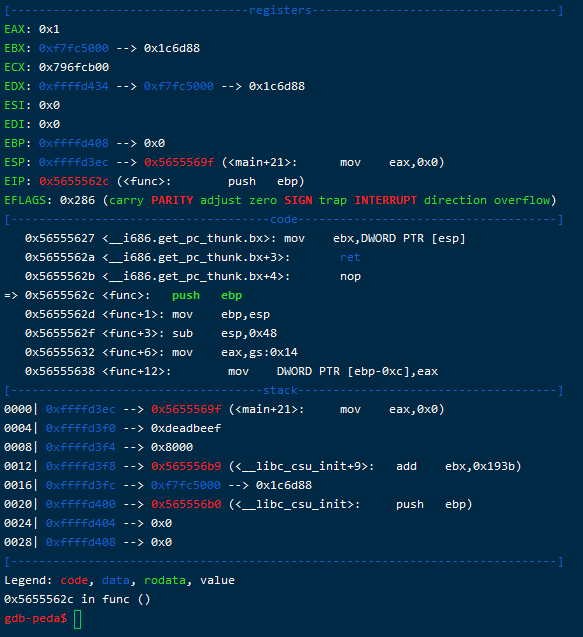 [----------------------------------registers-----------------------------------]
EAX: 0x1
EBX: 0xf7fc5000 --> 0x1c6d88
ECX: 0x796fcb00
EDX: 0xffffd434 --> 0xf7fc5000 --> 0x1c6d88
ESI: 0x0
EDI: 0x0
EBP: 0xffffd408 --> 0x0
ESP: 0xffffd3ec --> 0x5655569f (<main+21>: mov eax,0x0)
EIP: 0x5655562c (<func>: push ebp)
EFLAGS: 0x286 (carry PARITY adjust zero SIGN trap INTERRUPT direction overflow)
[-------------------------------------code-------------------------------------]
0x56555627 <__i686.get_pc_thunk.bx>: mov ebx,DWORD PTR [esp]
0x5655562a <__i686.get_pc_thunk.bx+3>: ret
0x5655562b <__i686.get_pc_thunk.bx+4>: nop
=> 0x5655562c <func>: push ebp
0x5655562d <func+1>: mov ebp,esp
0x5655562f <func+3>: sub esp,0x48
0x56555632 <func+6>: mov eax,gs:0x14
0x56555638 <func+12>: mov DWORD PTR [ebp-0xc],eax
[------------------------------------stack-------------------------------------]
0000| 0xffffd3ec --> 0x5655569f (<main+21>: mov eax,0x0)
0004| 0xffffd3f0 --> 0xdeadbeef
0008| 0xffffd3f4 --> 0x8000
0012| 0xffffd3f8 --> 0x565556b9 (<__libc_csu_init+9>: add ebx,0x193b)
0016| 0xffffd3fc --> 0xf7fc5000 --> 0x1c6d88
0020| 0xffffd400 --> 0x565556b0 (<__libc_csu_init>: push ebp)
0024| 0xffffd404 --> 0x0
0028| 0xffffd408 --> 0x0
[------------------------------------------------------------------------------]
Legend: code, data, rodata, value
0x5655562c in func ()
gdb-peda$